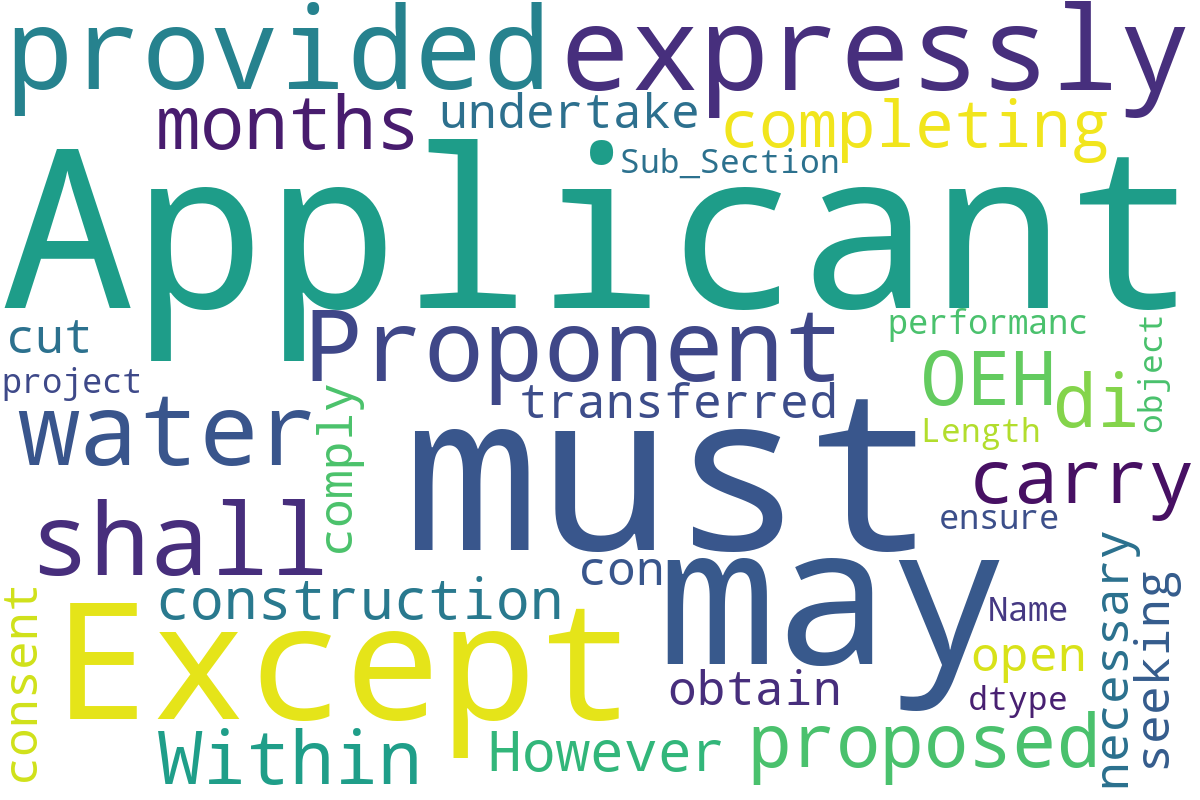 provided
expressly
months
undertake
completing
Sub_Section
Applicant
cut
Proponent
performanc
object
project
water
comply
transferred
OEH
di
Length
must
carry
shall
ensure
con
may
necessary
seeking
consent
construction
Except
Name
open
obtain
dtype
Within
However
proposed